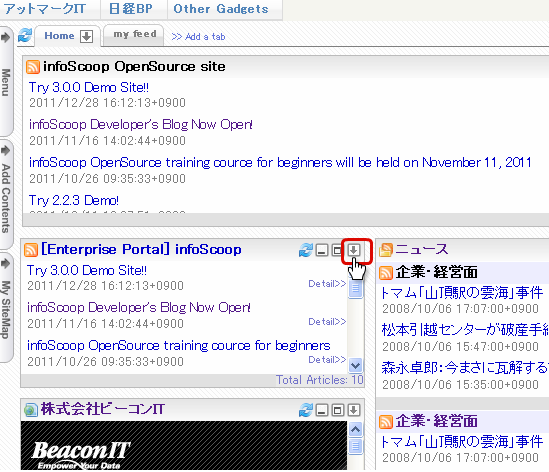 アットマークIT 日経BP Other Gadgets
Home my feed >> Add a tab
Menu
Add Contents
My SiteMap
infoScoop OpenSource site
Try 3.0.0 Demo Site!!
2011/12/28 16:12:13+0900
infoScoop Developer's Blog Now Open!
2011/11/16 14:02:44+0900
infoScoop OpenSource training cource for beginners will be held on November 11, 2011
2011/10/26 09:35:33+0900
Try 2.2.3 Demo!
[Enterprise Portal] infoScoop
Try 3.0.0 Demo Site!!
2011/12/28 16:12:13+0900 Detail>>
infoScoop Developer's Blog Now Open!
2011/11/16 14:02:44+0900 Detail>>
infoScoop OpenSource training cource for beginners
2011/10/26 09:35:33+0900 Detail>>
Total Articles: 10
株式会社ビーコンIT
BeaconIT
Empower Your Data
ニュース
企業・経営面
トマム「山頂駅の雲海」事件
2008/10/06 17:07:00+0900
松本引越センターが破産手続
2008/10/06 15:47:00+0900
森永卓郎：今まさに瓦解する
2008/10/06 15:35:00+0900
企業・経営面
トマム「山頂駅の雲海」事件
2008/10/06 17:07:00+0900